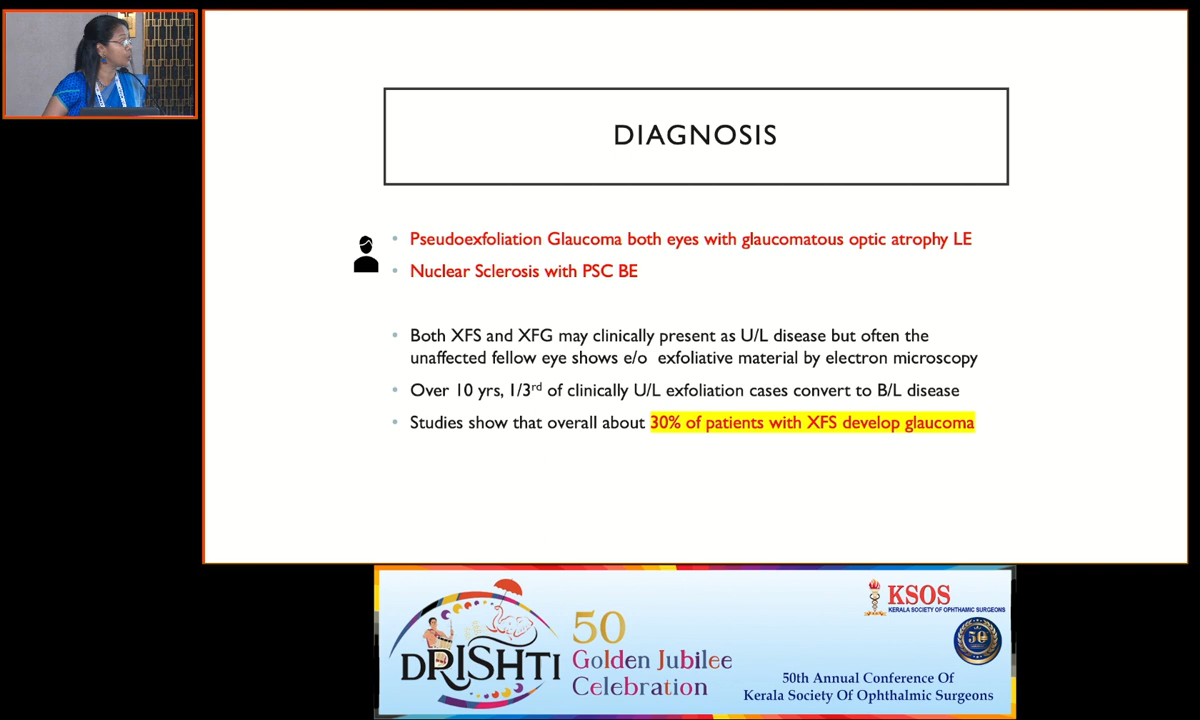 DIAGNOSIS
• Pseudoexfoliation Glaucoma both eyes with glaucomatous optic atrophy LE
• Nuclear Sclerosis with PSC BE
• Both XFS and XFG may clinically present as U/L disease but often the
unaffected fellow eye shows e/o exfoliative material by electron microscopy
• Over 10 yrs, 1/3rd of clinically U/L exfoliation cases convert to B/L disease
• Studies show that overall about 30% of patients with XFS develop glaucoma
DRISHTI
50
Golden Jubilee
Celebration
KSOS
KERALA SOCIETY OF OPHTHAMIC SURGEONS
50
50th Annual Conference Of
Kerala Society Of Ophthalmic Surgeons